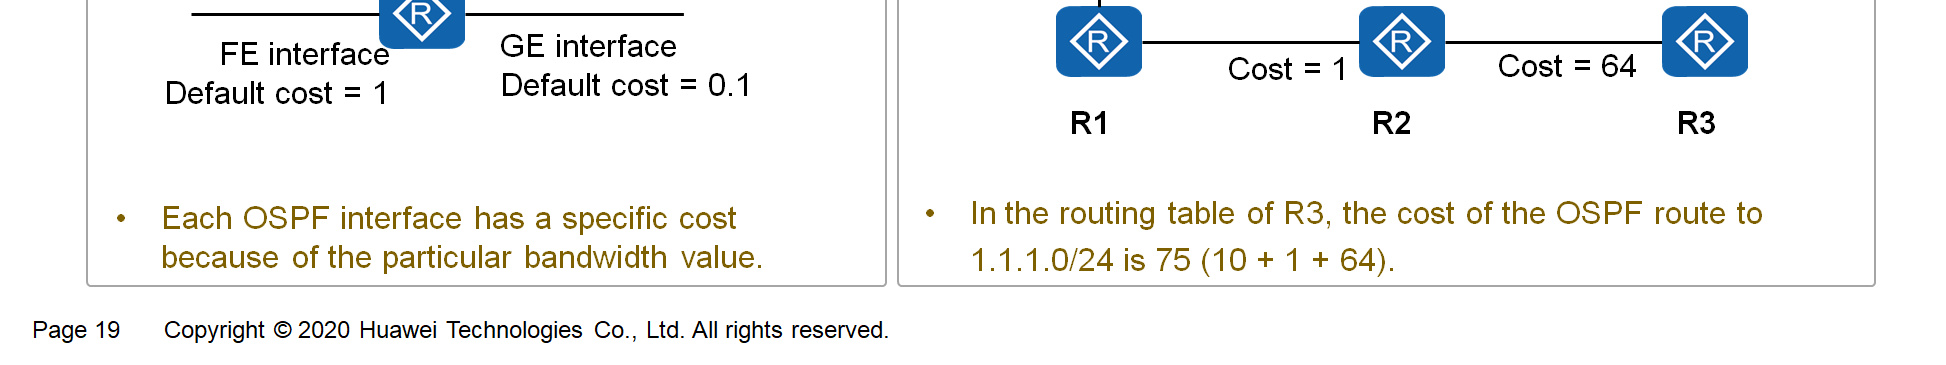 R
FE interface
Default cost = 1
GE interface
Default cost = 0.1
• Each OSPF interface has a specific cost
because of the particular bandwidth value.
R
R
R
Cost = 1
Cost = 64
R1
R2
R3
• In the routing table of R3, the cost of the OSPF route to
1.1.1.0/24 is 75 (10 + 1 + 64).
Page 19 Copyright © 2020 Huawei Technologies Co., Ltd. All rights reserved.